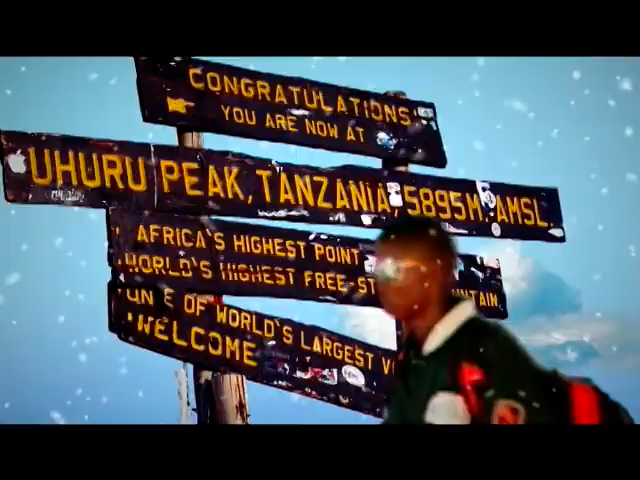 CONGRATULATIONS
YOU ARE NOW AT
UHURU PEAK, TANZANIA, 5895M. AMSL.
AFRICA'S HIGHEST POINT
WORLD'S HIGHEST FREE-ST
ONE OF WORLD'S LARGEST V
WELCOME